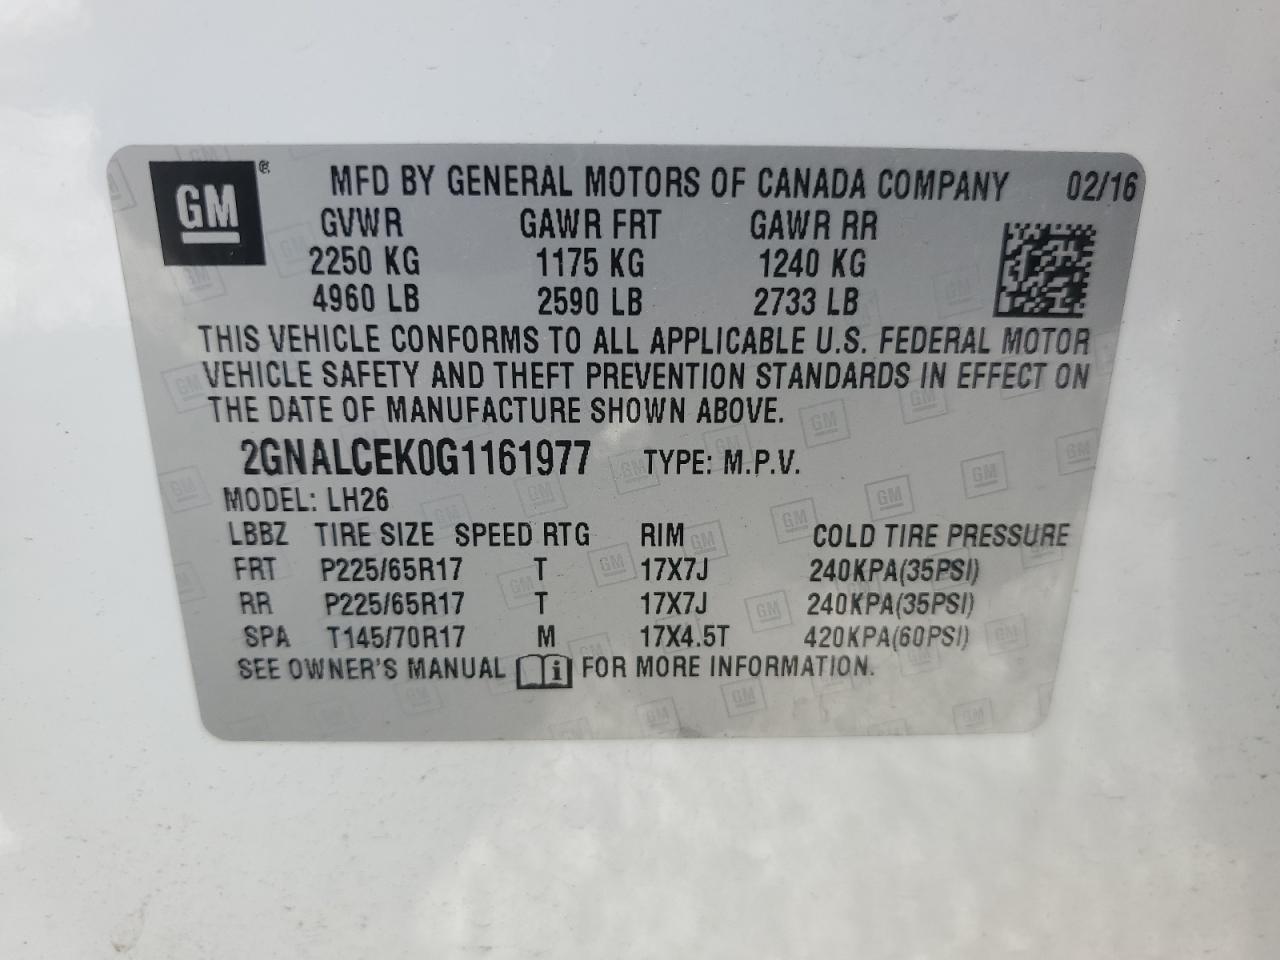 GM ® MFD BY GENERAL MOTORS OF CANADA COMPANY 02/16
GVWR GAWR FRT GAWR RR
2250 KG 1175 KG 1240 KG
4960 LB 2590 LB 2733 LB
THIS VEHICLE CONFORMS TO ALL APPLICABLE U.S. FEDERAL MOTOR
VEHICLE SAFETY AND THEFT PREVENTION STANDARDS IN EFFECT ON
THE DATE OF MANUFACTURE SHOWN ABOVE.
2GNALCEK0G1161977 TYPE: M.P.V.
MODEL: LH26
LBBZ TIRE SIZE SPEED RTG RIM COLD TIRE PRESSURE
FRT P225/65R17 T 17X7J 240KPA(35PSI)
RR P225/65R17 T 17X7J 240KPA(35PSI)
SPA T145/70R17 M 17X4.5T 420KPA(60PSI)
SEE OWNER'S MANUAL i FOR MORE INFORMATION.